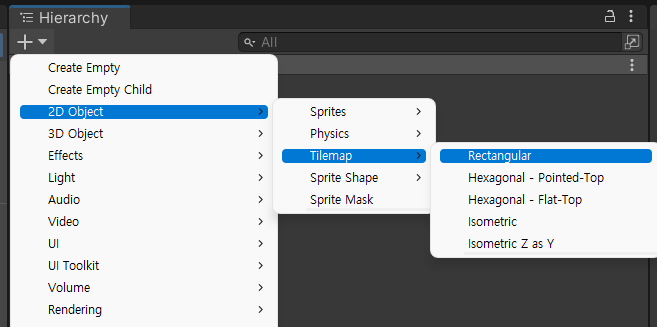 Hierarchy
All
Create Empty
Create Empty Child
2D Object
3D Object
Effects
Light
Audio
Video
UI
UI Toolkit
Volume
Rendering
Sprites
Physics
Tilemap
Sprite Shape
Sprite Mask
Rectangular
Hexagonal - Pointed-Top
Hexagonal - Flat-Top
Isometric
Isometric Z as Y